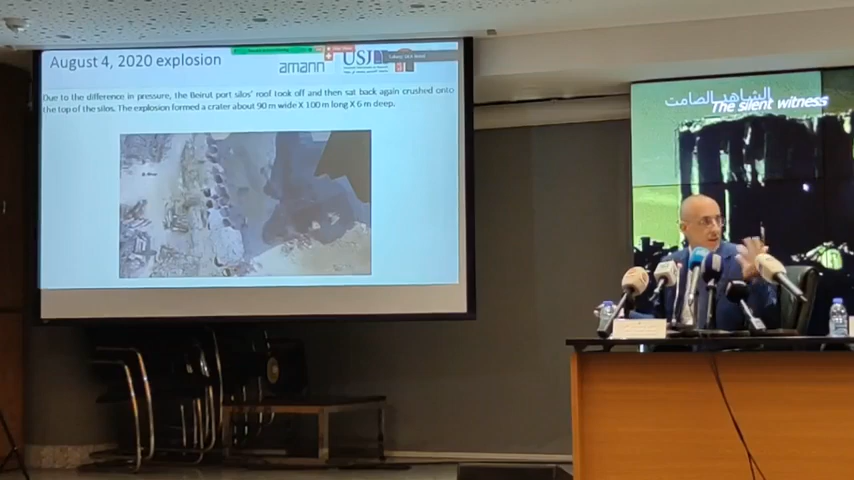 August 4, 2020 explosion
amann
USJ
Due to the difference in pressure, the Beirut port silos' roof took off and then sat back again crushed onto
the top of the silos. The explosion formed a crater about 90 m wide X 100 m long X 6 m deep.
الشاهد الصامت
The silent witness